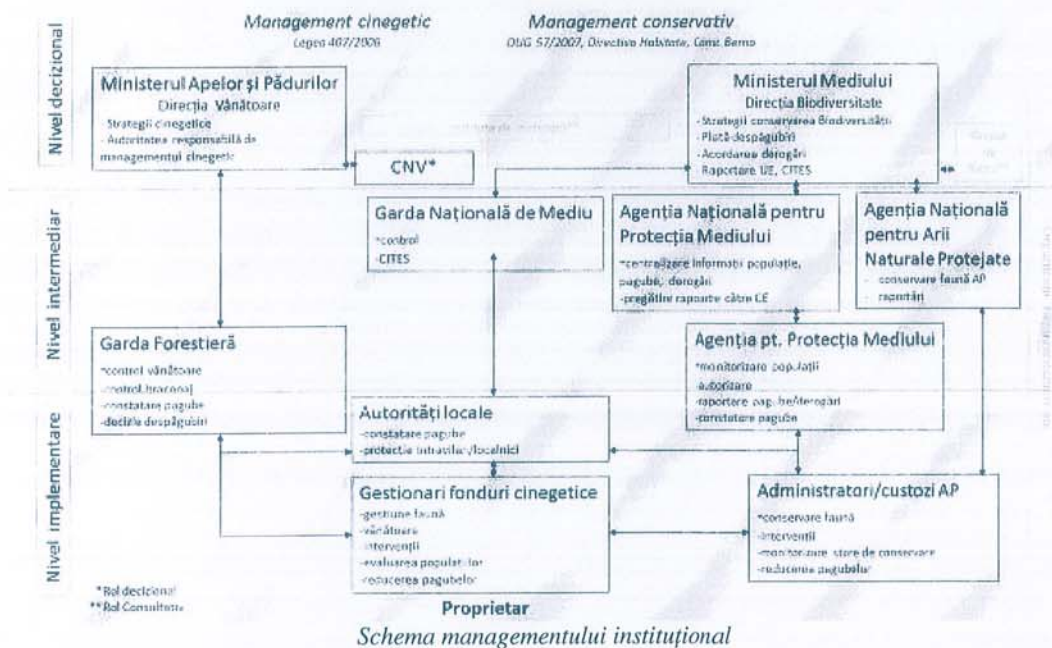 Management cinegetic
Legea 407/2006
Management conservativ
OUG 57/2007, Directiva Habitate, Conv. Berna
Nivel decizional
Ministerul Apelor și Pădurilor
Direcția Vânătoare
- Strategii cinegetice
- Autoritatea responsabilă de
managementul cinegetic
CNV*
Ministerul Mediului
Direcția Biodiversitate
- Strategii conservarea Biodiversității
- Plată despăgubiri
- Acordarea derogări
- Raportare UE, CITES
Nivel intermediar
Garda Națională de Mediu
-control
-CITES
Agenția Națională pentru
Protecția Mediului
-centralizare informații populație,
pagube, derogări
-pregătire rapoarte către CE
Agenția Națională
pentru Arii
Naturale Protejate
- conservare faună AP
- raportări
Garda Forestieră
-control vânătoare
-control braconaj
-constatare pagube
-decizie despăgubiri
Agenția pt. Protecția Mediului
-monitorizare populații
-autorizare
-raportere pagube/derogări
-constatare pagube
Nivel implementare
Autorități locale
-constatare pagube
-protecție intravilan/localnici
Gestionari fonduri cinegetice
-gestiune faună
-vânătoare
-intervenții
-evaluarea populațiilor
-reducerea pagubelor
Administratori/custozi AP
-conservare faună
-intervenții
-monitorizare stare de conservare
-reducerea pagubelor
*Rol decizional
**Rol Consultativ
Proprietar
Schema managementului instituțional